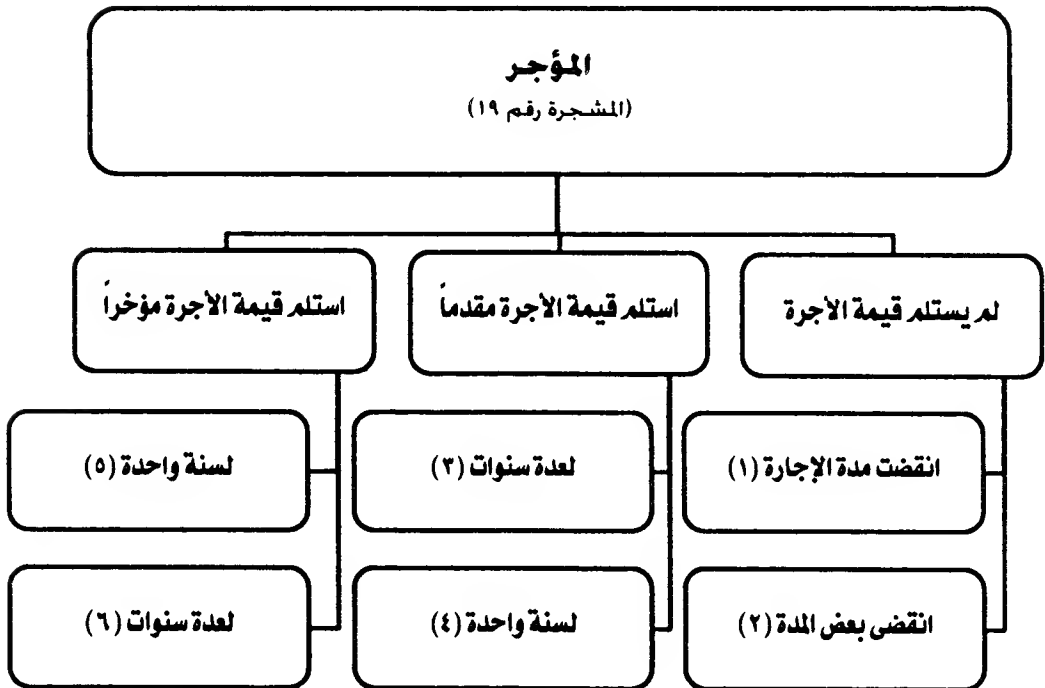 المؤجر
(المشجرة رقم ١٩)
لم يستلم قيمة الأجرة
استلم قيمة الأجرة مقدماً
استلم قيمة الأجرة مؤخراً
انقضت مدة الإجارة (١)
لعدة سنوات (٣)
لسنة واحدة (٥)
انقضى بعض المدة (٢)
لسنة واحدة (٤)
لعدة سنوات (٦)